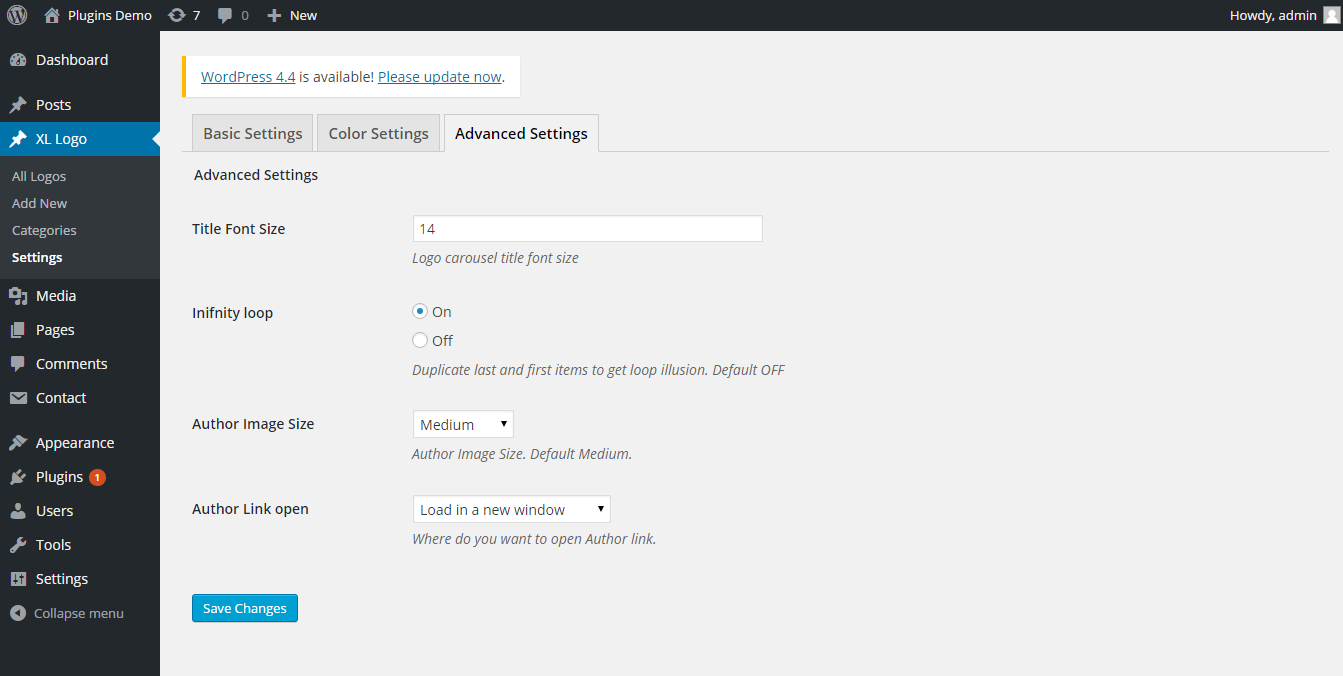 Plugins Demo 7 0 New Howdy, admin
Dashboard
Posts
XL Logo
All Logos
Add New
Categories
Settings
Media
Pages
Comments
Contact
Appearance
Plugins 1
Users
Tools
Settings
Collapse menu
WordPress 4.4 is available! Please update now.
Basic Settings Color Settings Advanced Settings
Advanced Settings
Title Font Size 14
Logo carousel title font size
Inifnity loop On
Off
Duplicate last and first items to get loop illusion. Default OFF
Author Image Size Medium
Author Image Size. Default Medium.
Author Link open Load in a new window
Where do you want to open Author link.
Save Changes